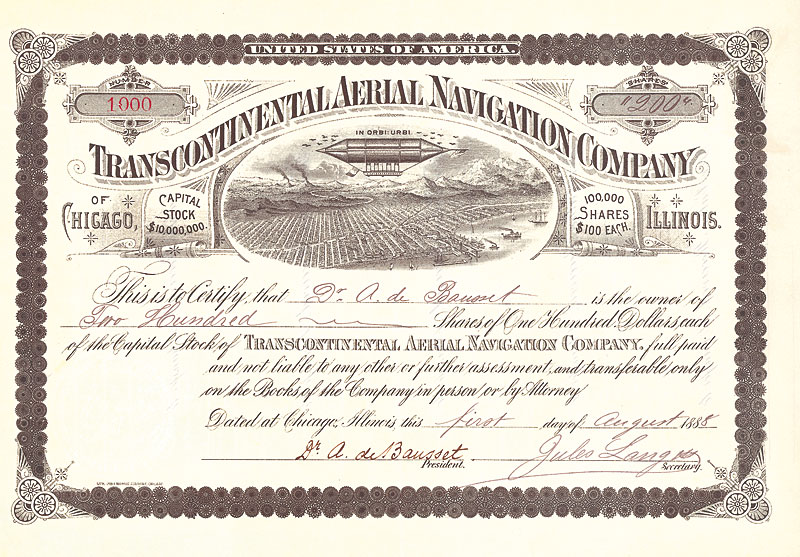 UNITED STATES OF AMERICA.
NUMBER
1000
SHARES
"200"
TRANSCONTINENTAL AERIAL NAVIGATION COMPANY
IN ORBI: URBI.
OF
CHICAGO,
CAPITAL
STOCK
$10,000,000.
100,000
SHARES
$100 EACH.
ILLINOIS.
This is to Certify, that Dr. A. de Bausset is the owner of
Two Hundred Shares of One Hundred Dollars, each
of the Capital Stock of TRANSCONTINENTAL AERIAL NAVIGATION COMPANY. full paid
and not liable to any other or further assessment, and transferable only
on the Books of the Company in person or by Attorney
Dated at Chicago, Illinois this first day of August 1888
Dr. A. de Bausset.
President.
Jules
Secretary.